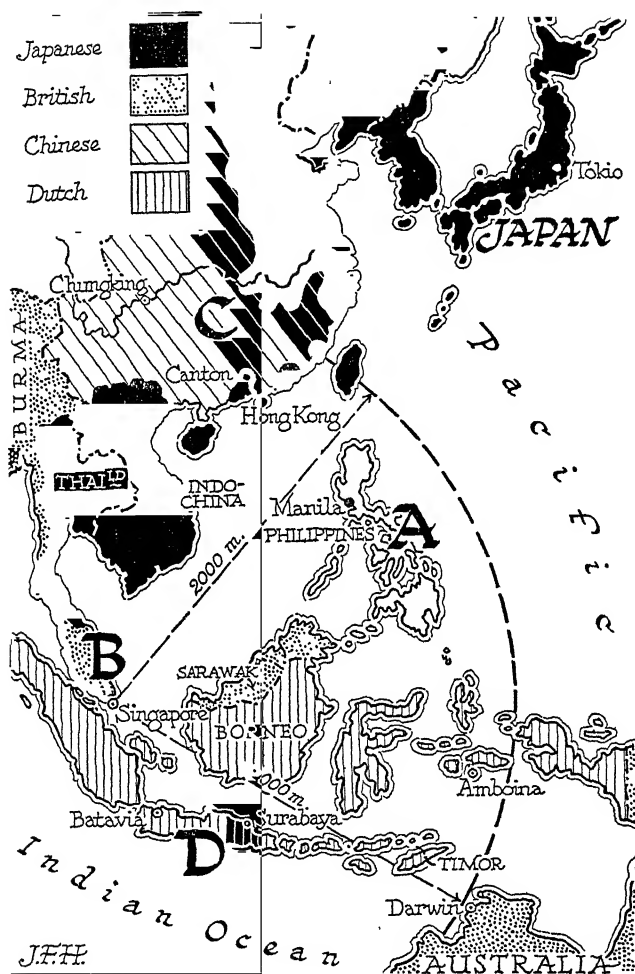 Japanese
British
Chinese
Dutch
Tokio
JAPAN
Chungking
C
BURMA
Canton
Hong Kong
Pacific
THAILD
INDO-
CHINA
Manila
PHILIPPINES
A
2000 m.
B
SARAWAK
Singapore
BORNEO
Amboina
Batavia
Surabaya
D
TIMOR
Darwin
Indian Ocean
J.F.H.
AUSTRALIA